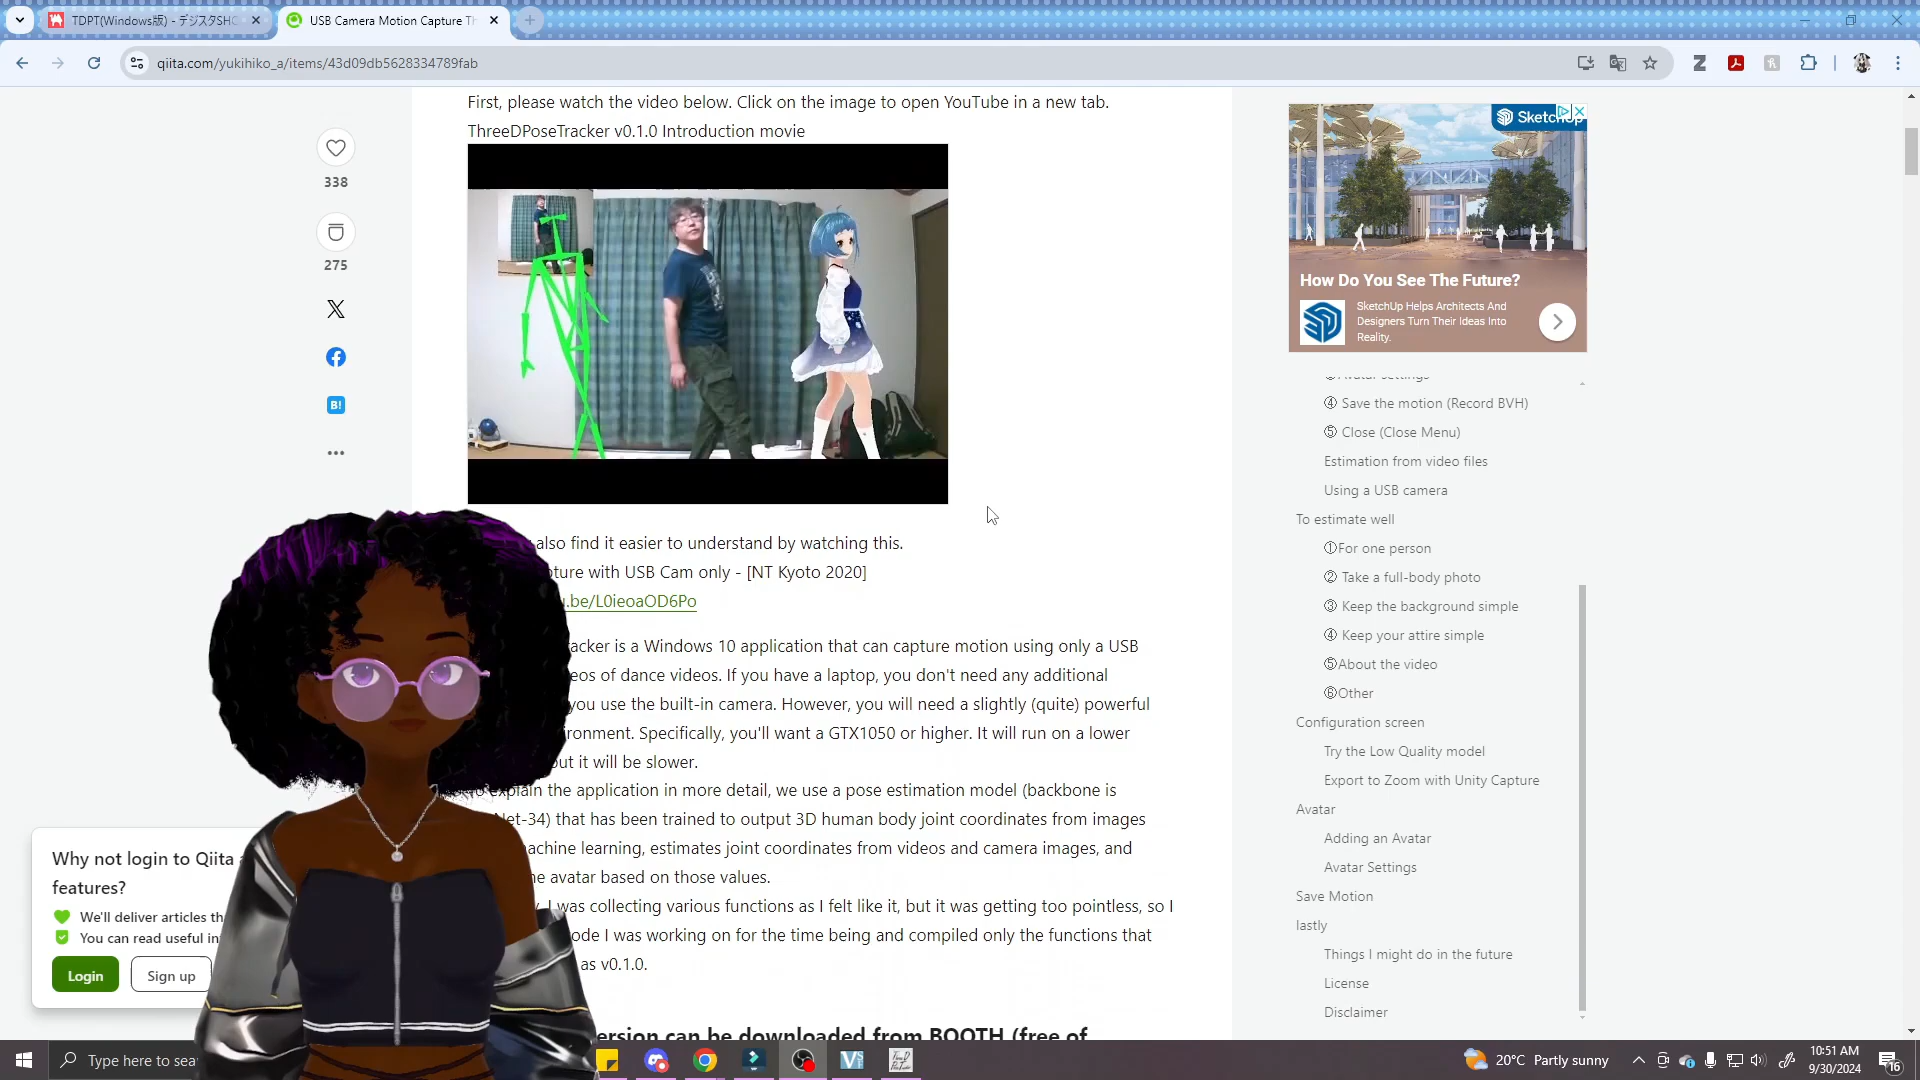 TDPT(Windows版) - デジスタSHO
USB Camera Motion Capture Th
qiita.com/yukihiko_a/items/43d09db5628334789fab
First, please watch the video below. Click on the image to open YouTube in a new tab.
ThreeDPoseTracker v0.1.0 Introduction movie
338
275
B!
also find it easier to understand by watching this.
pture with USB Cam only - [NT Kyoto 2020]
u.be/L0ieoaOD6Po
racker is a Windows 10 application that can capture motion using only a USB
eos of dance videos. If you have a laptop, you don't need any additional
you use the built-in camera. However, you will need a slightly (quite) powerful
ironment. Specifically, you'll want a GTX1050 or higher. It will run on a lower
but it will be slower.
explain the application in more detail, we use a pose estimation model (backbone is
Net-34) that has been trained to output 3D human body joint coordinates from images
achine learning, estimates joint coordinates from videos and camera images, and
he avatar based on those values.
I was collecting various functions as I felt like it, but it was getting too pointless, so I
ode I was working on for the time being and compiled only the functions that
as v0.1.0.
ersion can be downloaded from BOOTH (free of
SketchUp
How Do You See The Future?
SketchUp Helps Architects And
Designers Turn Their Ideas Into
Reality.
③ Avatar settings
④ Save the motion (Record BVH)
⑤ Close (Close Menu)
Estimation from video files
Using a USB camera
To estimate well
①For one person
② Take a full-body photo
③ Keep the background simple
④ Keep your attire simple
⑤About the video
⑥Other
Configuration screen
Try the Low Quality model
Export to Zoom with Unity Capture
Avatar
Adding an Avatar
Avatar Settings
Save Motion
lastly
Things I might do in the future
License
Disclaimer
Why not login to Qiita a
features?
We'll deliver articles th
You can read useful in
Login
Sign up
Type here to sea
20°C Partly sunny
10:51 AM
9/30/2024
16